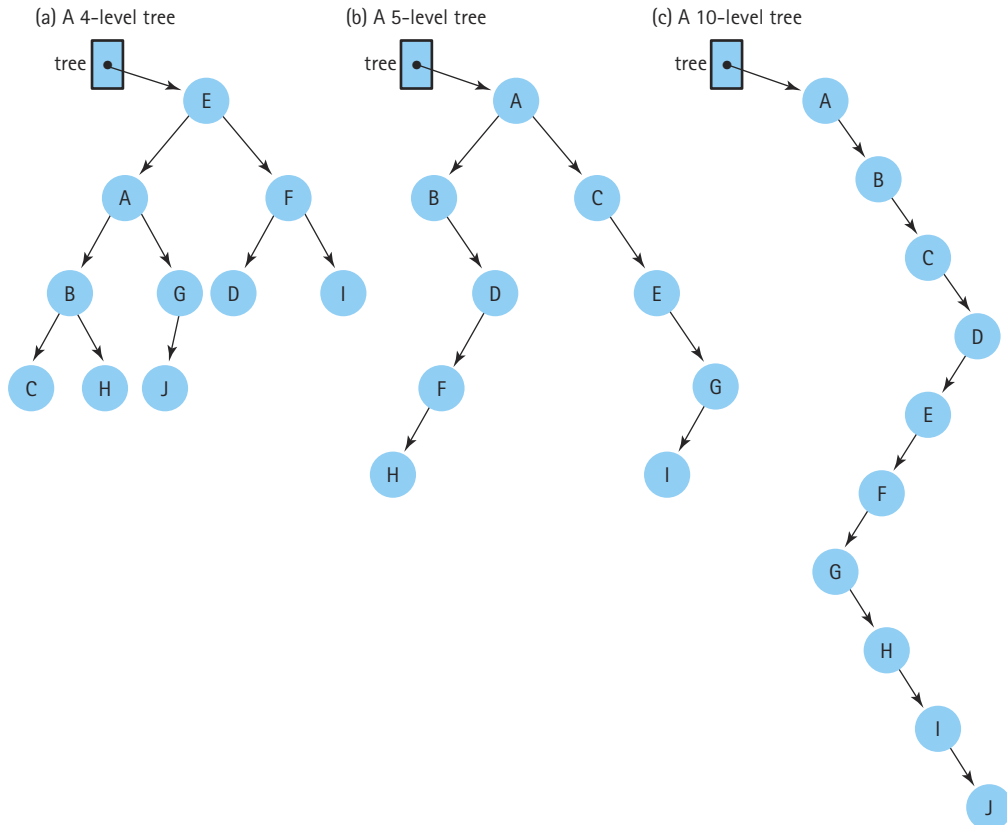 (a) A 4-level tree
(b) A 5-level tree
(c) A 10-level tree
tree
tree
tree
E
A
A
A
F
B
C
B
C
B
G
D
I
D
E
D
C
H
J
F
G
E
H
I
F
G
H
I
J